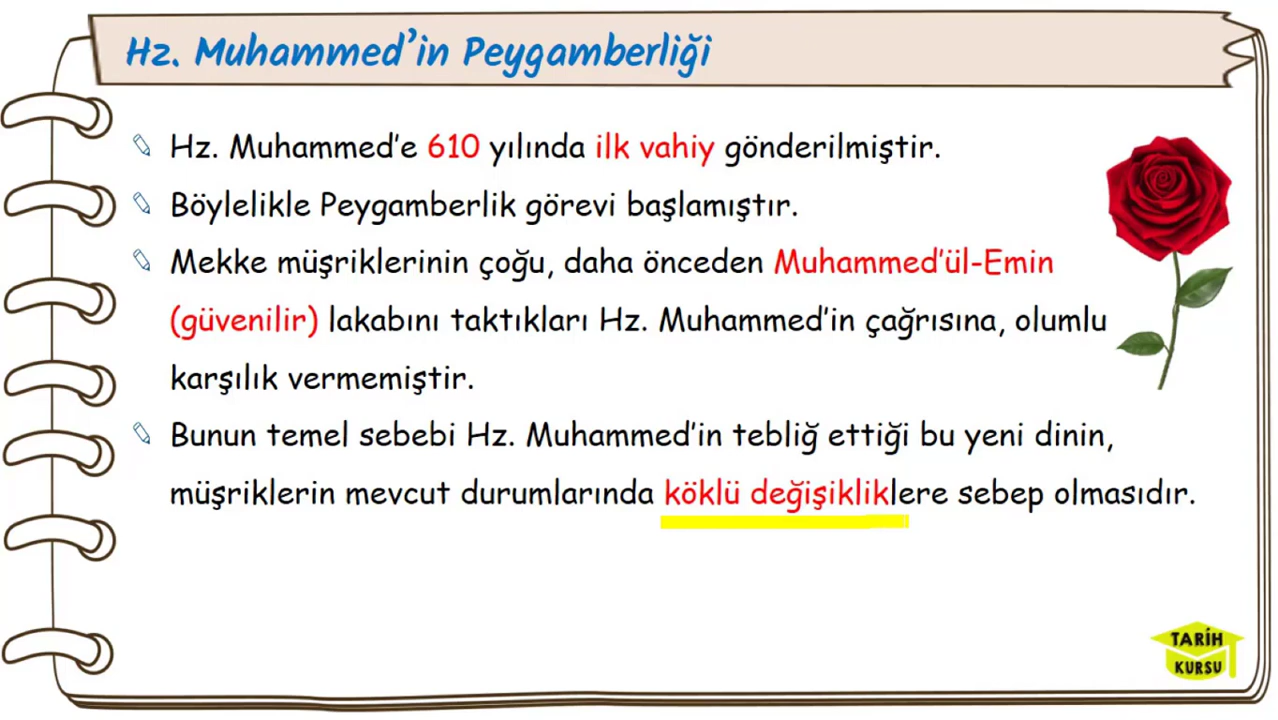 Hz. Muhammed’in Peygamberliği
Hz. Muhammed’e 610 yılında ilk vahiy gönderilmiştir.
Böylelikle Peygamberlik görevi başlamıştır.
Mekke müşriklerinin çoğu, daha önceden Muhammed’ül-Emin
(güvenilir) lakabını taktıkları Hz. Muhammed’in çağrısına, olumlu
karşılık vermemiştir.
Bunun temel sebebi Hz. Muhammed’in tebliğ ettiği bu yeni dinin,
müşriklerin mevcut durumlarında köklü değişikliklere sebep olmasıdır.
TARİH
KURSU